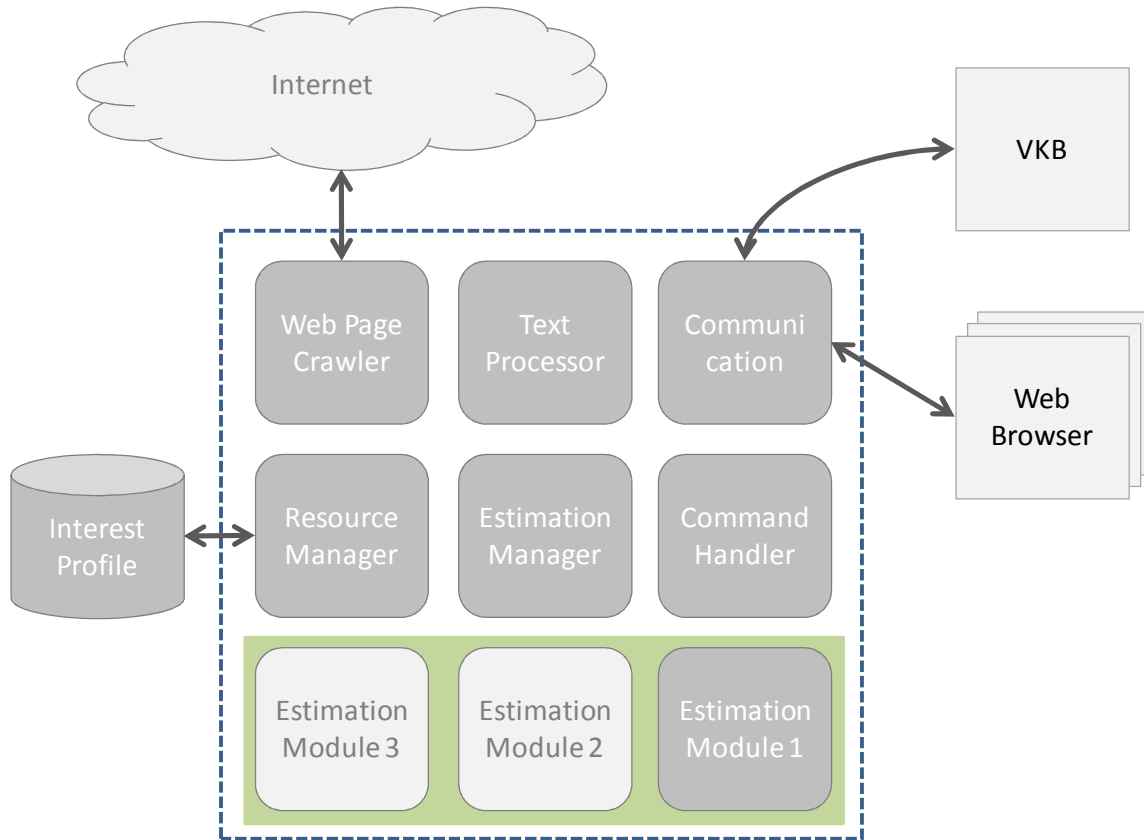 Internet
VKB
Web Page
Crawler
Text
Processor
Communi
cation
Web
Browser
Interest
Profile
Resource
Manager
Estimation
Manager
Command
Handler
Estimation
Module 3
Estimation
Module 2
Estimation
Module 1